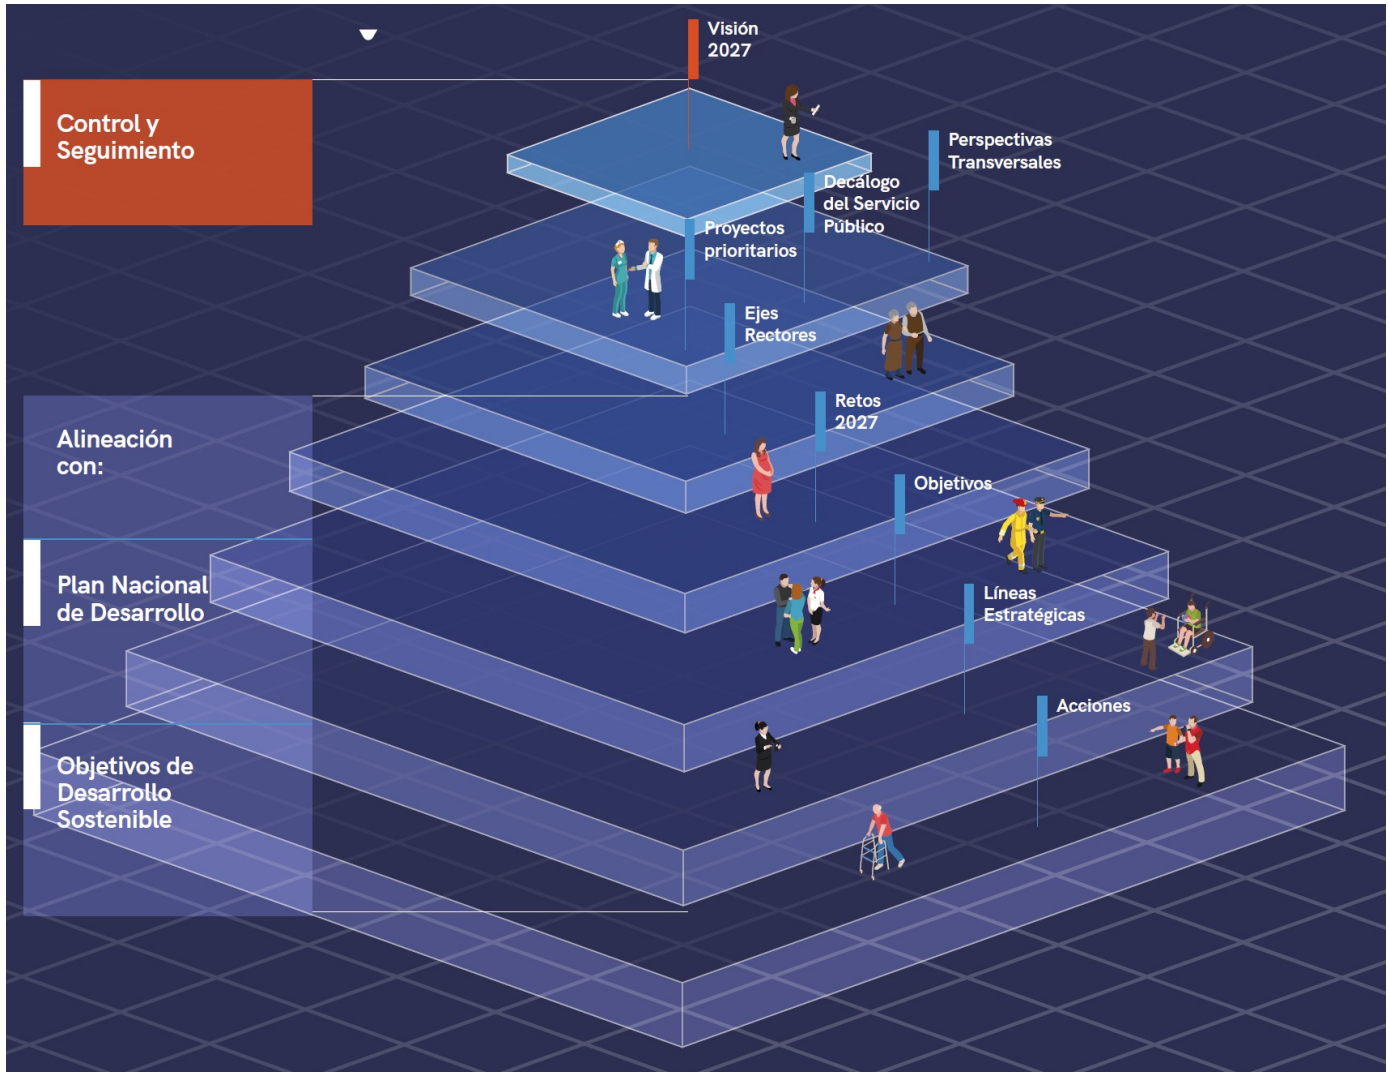 Visión
2027
Control y
Seguimiento
Perspectivas
Transversales
Decálogo
del Servicio
Público
Proyectos
prioritarios
Ejes
Rectores
Retos
2027
Alineación
con:
Objetivos
Plan Nacional
de Desarrollo
Líneas
Estratégicas
Acciones
Objetivos de
Desarrollo
Sostenible